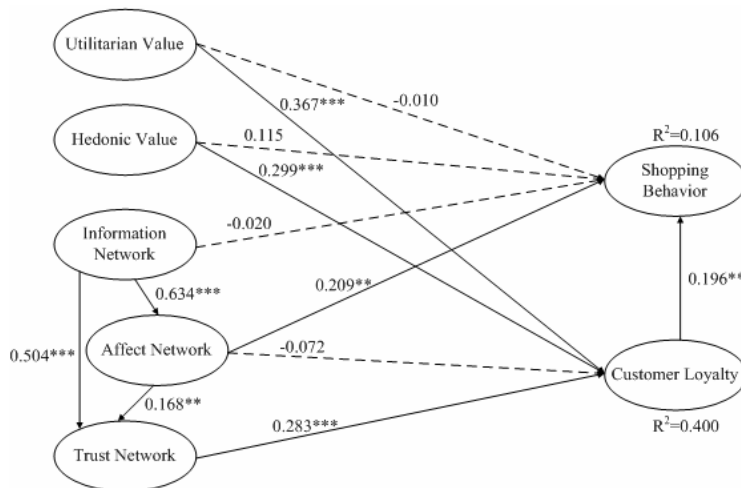 Utilitarian Value
0.367***
-0.010
Hedonic Value
0.115
0.299***
R²=0.106
Shopping
Behavior
Information
Network
-0.020
0.634***
0.209**
0.196**
0.504***
Affect Network
-0.072
Customer Loyalty
0.168**
Trust Network
0.283***
R²=0.400